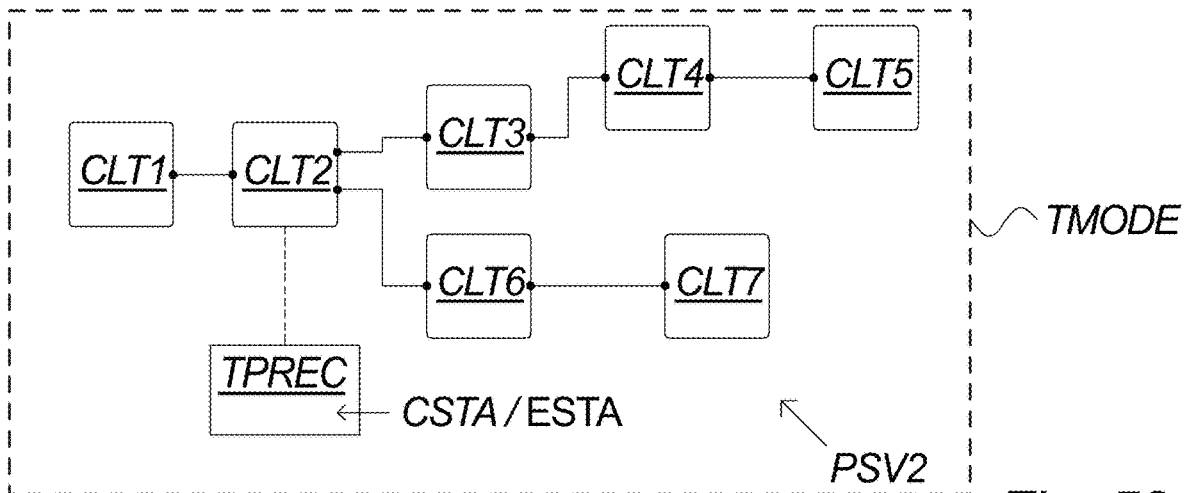 CLT4 CLT5
CLT3
CLT1 CLT2
TMODE
CLT6 CLT7
TPREC
CSTA / ESTA
PSV2